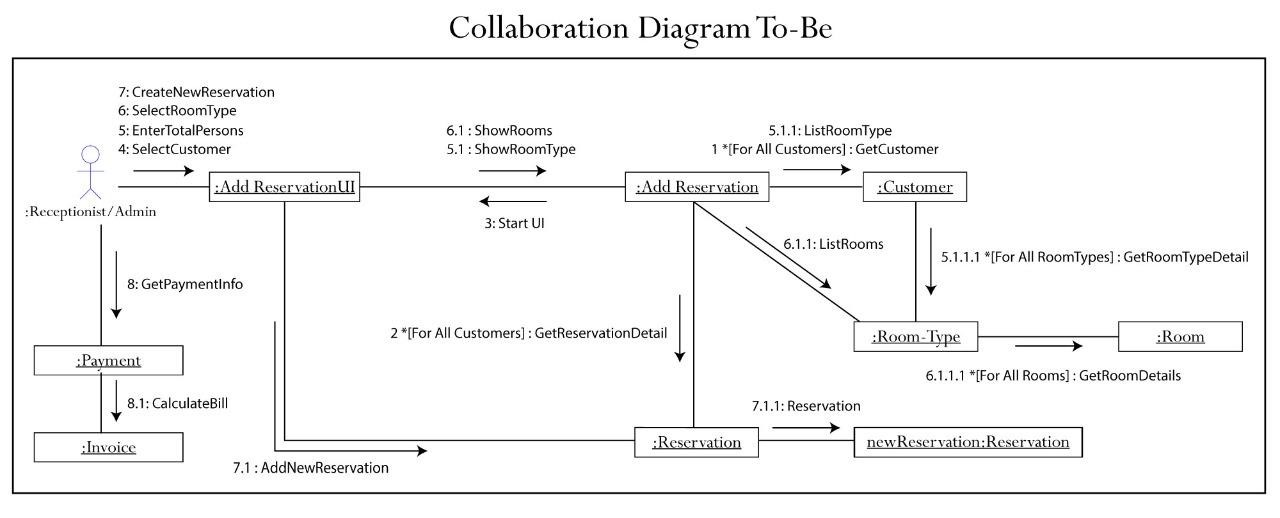 Collaboration Diagram To-Be
7: CreateNewReservation
6: SelectRoomType
5: EnterTotalPersons
4: SelectCustomer
:Receptionist/Admin
:Add ReservationUI
6.1 : ShowRooms
5.1 : ShowRoomType
3: Start UI
:Add Reservation
5.1.1: ListRoomType
1 *[For All Customers] : GetCustomer
:Customer
6.1.1: ListRooms
5.1.1.1 *[For All RoomTypes] : GetRoomTypeDetail
8: GetPaymentInfo
2 *[For All Customers] : GetReservationDetail
:Room-Type
:Room
6.1.1.1 *[For All Rooms] : GetRoomDetails
:Payment
8.1: CalculateBill
:Invoice
7.1 : AddNewReservation
:Reservation
7.1.1: Reservation
newReservation:Reservation